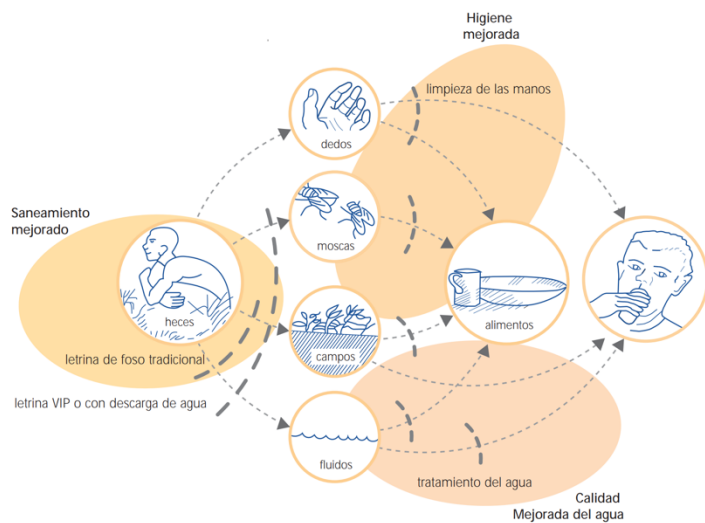 Higiene
mejorada
limpieza de las manos
dedos
Saneamiento
mejorado
moscas
heces
alimentos
letrina de foso tradicional
campos
letrina VIP o con descarga de agua
fluidos
tratamiento del agua
Calidad
Mejorada del agua